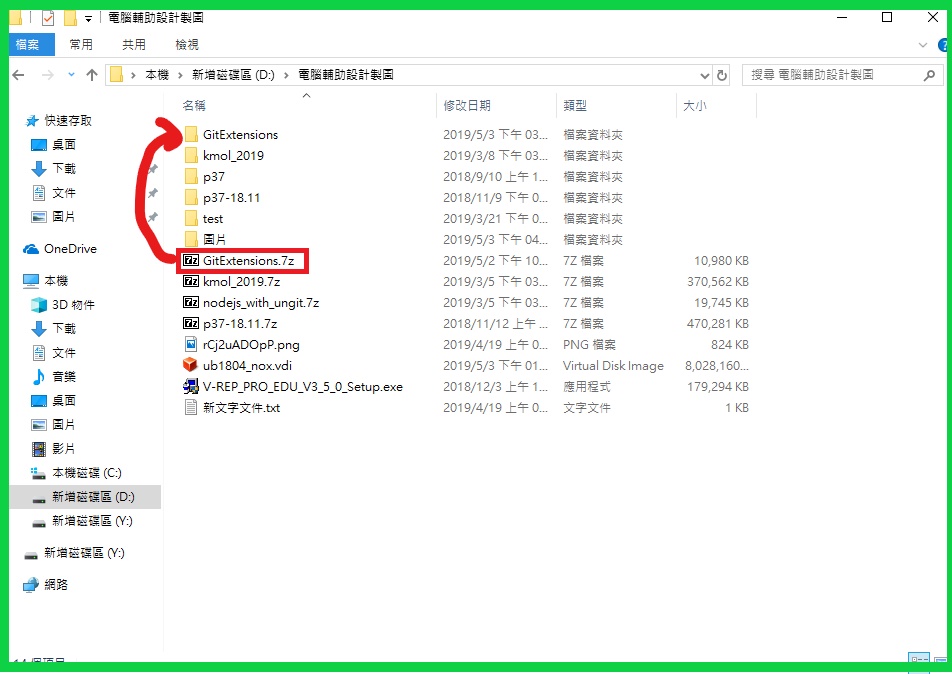 電腦輔助設計製圖
檔案 常用 共用 檢視
本機 新增磁碟區 (D:) 電腦輔助設計製圖 搜尋 電腦輔助設計製圖
名稱 修改日期 類型 大小
快速存取
桌面
下載
文件
圖片
OneDrive
本機
3D 物件
下載
文件
音樂
桌面
圖片
影片
本機磁碟 (C:)
新增磁碟區 (D:)
新增磁碟區 (Y:)
新增磁碟區 (Y:)
網路
GitExtensions 2019/5/3 下午 03... 檔案資料夾
kmol_2019 2019/3/8 下午 03... 檔案資料夾
p37 2018/9/10 上午 1... 檔案資料夾
p37-18.11 2018/11/9 下午 0... 檔案資料夾
test 2019/3/21 下午 0... 檔案資料夾
圖片 2019/5/3 下午 04... 檔案資料夾
GitExtensions.7z 2019/5/2 下午 10... 7Z 檔案 10,980 KB
kmol_2019.7z 2019/3/5 下午 03... 7Z 檔案 370,562 KB
nodejs_with_ungit.7z 2019/3/5 下午 03... 7Z 檔案 19,745 KB
p37-18.11.7z 2018/11/12 上午 ... 7Z 檔案 470,281 KB
rCj2uADOpP.png 2019/4/19 上午 0... PNG 檔案 824 KB
ub1804_nox.vdi 2019/5/3 下午 01... Virtual Disk Image 8,028,160...
V-REP_PRO_EDU_V3_5_0_Setup.exe 2018/12/3 上午 1... 應用程式 179,294 KB
新文字文件.txt 2019/4/19 上午 0... 文字文件 1 KB